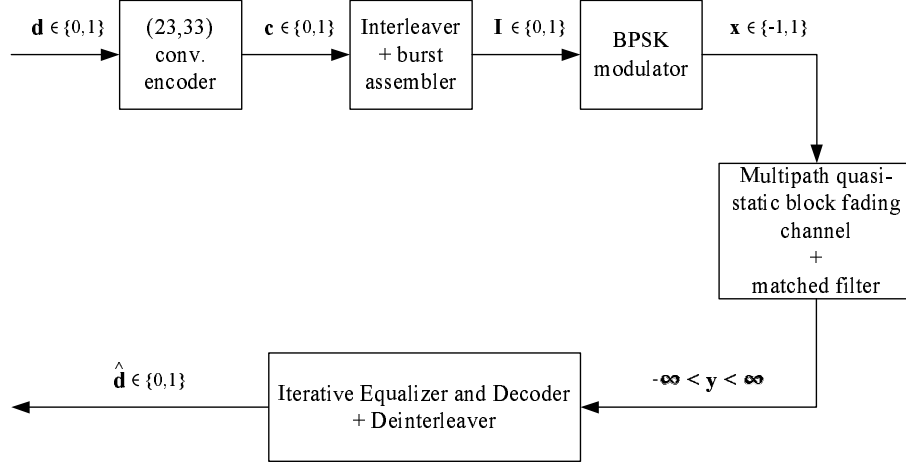 d ∈ {0,1}
(23,33)
conv.
encoder
c ∈ {0,1}
Interleaver
+ burst
assembler
I ∈ {0,1}
BPSK
modulator
x ∈ {-1,1}
Multipath quasi-
static block fading
channel
+
matched filter
-∞ < y < ∞
Iterative Equalizer and Decoder
+ Deinterleaver
d̂ ∈ {0,1}